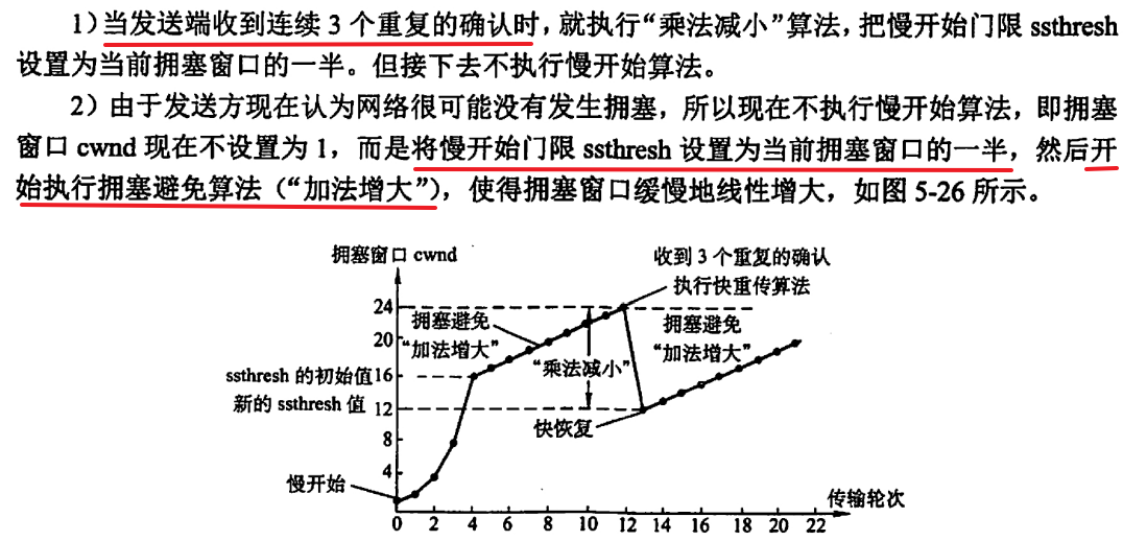 1）当发送端收到连续 3 个重复的确认时，就执行“乘法减小”算法，把慢开始门限 ssthresh
设置为当前拥塞窗口的一半。但接下去不执行慢开始算法。
2）由于发送方现在认为网络很可能没有发生拥塞，所以现在不执行慢开始算法，即拥塞
窗口 cwnd 现在不设置为 1，而是将慢开始门限 ssthresh 设置为当前拥塞窗口的一半，然后开
始执行拥塞避免算法（“加法增大”），使得拥塞窗口缓慢地线性增大，如图 5-26 所示。
拥塞窗口 cwnd
收到 3 个重复的确认
执行快重传算法
24
拥塞避免
“加法增大”
拥塞避免
“加法增大”
20
“乘法减小”
ssthresh 的初始值 16
新的 ssthresh 值 12
快恢复
8
4
慢开始
传输轮次
0 2 4 6 8 10 12 14 16 18 20 22